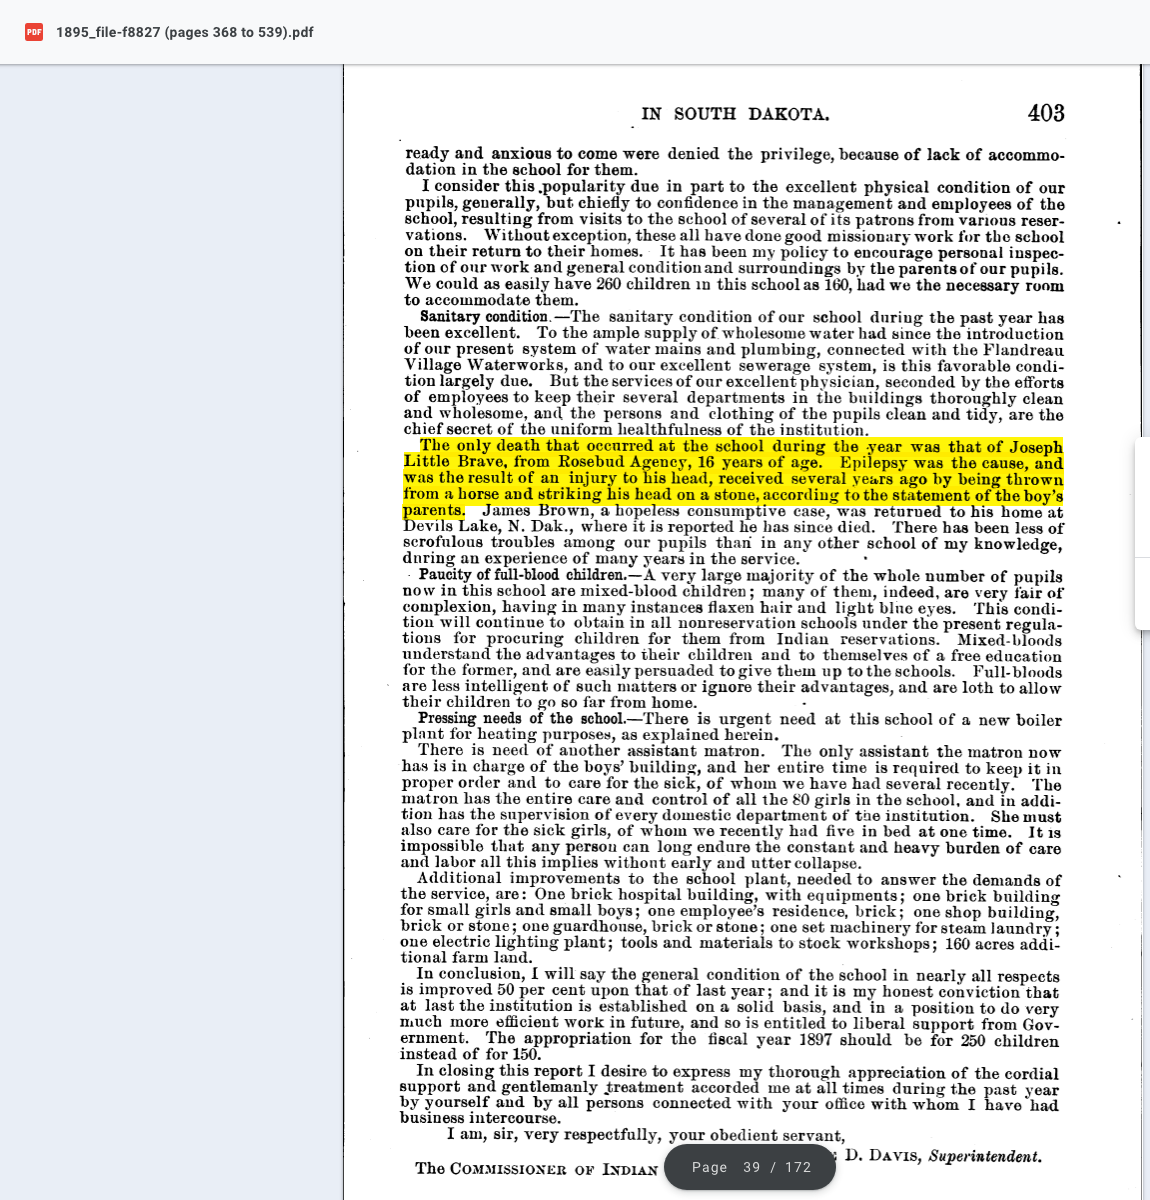 PDF 1895_file-f8827 (pages 368 to 539).pdf
IN SOUTH DAKOTA. 403
ready and anxious to come were denied the privilege, because of lack of accommo-
dation in the school for them.
I consider this popularity due in part to the excellent physical condition of our
pupils, generally, but chiefly to confidence in the management and employees of the
school, resulting from visits to the school of several of its patrons from various reser-
vations. Without exception, these all have done good missionary work for the school
on their return to their homes. It has been my policy to encourage personal inspec-
tion of our work and general condition and surroundings by the parents of our pupils.
We could as easily have 260 children in this school as 160, had we the necessary room
to accommodate them.
Sanitary condition.—The sanitary condition of our school during the past year has
been excellent. To the ample supply of wholesome water had since the introduction
of our present system of water mains and plumbing, connected with the Flandreau
Village Waterworks, and to our excellent sewerage system, is this favorable condi-
tion largely due. But the services of our excellent physician, seconded by the efforts
of employees to keep their several departments in the buildings thoroughly clean
and wholesome, and the persons and clothing of the pupils clean and tidy, are the
chief secret of the uniform healthfulness of the institution.
The only death that occurred at the school during the year was that of Joseph
Little Brave, from Rosebud Agency, 16 years of age. Epilepsy was the cause, and
was the result of an injury to his head, received several years ago by being thrown
from a horse and striking his head on a stone, according to the statement of the boy's
parents. James Brown, a hopeless consumptive case, was returned to his home at
Devils Lake, N. Dak., where it is reported he has since died. There has been less of
scrofulous troubles among our pupils than in any other school of my knowledge,
during an experience of many years in the service.
Paucity of full-blood children.—A very large majority of the whole number of pupils
now in this school are mixed-blood children; many of them, indeed, are very fair of
complexion, having in many instances flaxen hair and light blue eyes. This condi-
tion will continue to obtain in all nonreservation schools under the present regula-
tions for procuring children for them from Indian reservations. Mixed-bloods
understand the advantages to their children and to themselves of a free education
for the former, and are easily persuaded to give them up to the schools. Full-bloods
are less intelligent of such matters or ignore their advantages, and are loth to allow
their children to go so far from home.
Pressing needs of the school.—There is urgent need at this school of a new boiler
plant for heating purposes, as explained herein.
There is need of another assistant matron. The only assistant the matron now
has is in charge of the boys' building, and her entire time is required to keep it in
proper order and to care for the sick, of whom we have had several recently. The
matron has the entire care and control of all the 80 girls in the school, and in addi-
tion has the supervision of every domestic department of the institution. She must
also care for the sick girls, of whom we recently had five in bed at one time. It is
impossible that any person can long endure the constant and heavy burden of care
and labor all this implies without early and utter collapse.
Additional improvements to the school plant, needed to answer the demands of
the service, are: One brick hospital building, with equipments; one brick building
for small girls and small boys; one employee's residence, brick; one shop building,
brick or stone; one guardhouse, brick or stone; one set machinery for steam laundry;
one electric lighting plant; tools and materials to stock workshops; 160 acres addi-
tional farm land.
In conclusion, I will say the general condition of the school in nearly all respects
is improved 50 per cent upon that of last year; and it is my honest conviction that
at last the institution is established on a solid basis, and in a position to do very
much more efficient work in future, and so is entitled to liberal support from Gov-
ernment. The appropriation for the fiscal year 1897 should be for 250 children
instead of for 150.
In closing this report I desire to express my thorough appreciation of the cordial
support and gentlemanly treatment accorded me at all times during the past year
by yourself and by all persons connected with your office with whom I have had
business intercourse.
I am, sir, very respectfully, your obedient servant,
D. DAVIS, Superintendent.
The COMMISSIONER OF INDIAN
Page 39 / 172